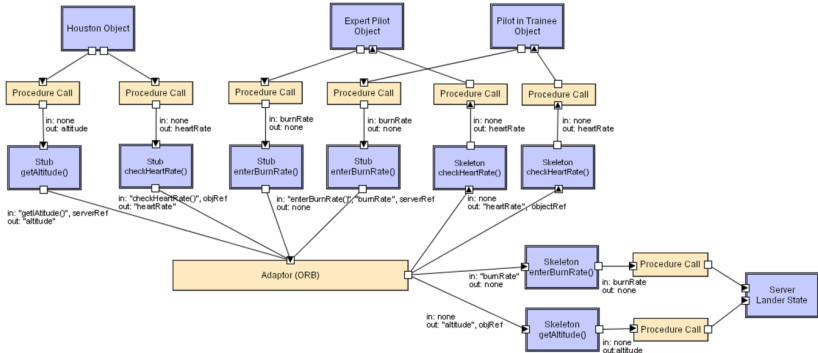 Houston Object
Expert Pilot
Object
Pilot in Trainee
Object
Procedure Call
Procedure Call
Procedure Call
Procedure Call
Procedure Call
Procedure Call
in: none
out: altitude
in: none
out: heartRate
in: burnRate
out: none
in: burnRate
out: none
in: none
out: heartRate
in: none
out: heartRate
Stub
getAltitude()
Stub
checkHeartRate()
Stub
enterBurnRate()
Stub
enterBurnRate()
Skeleton
checkHeartRate()
Skeleton
checkHeartRate()
in: "getlAtitude()", serverRef
out: "altitude"
in: "checkHeartRate()", objRef
out: "heartRate"
in: "enterBurnRate()", "burnRate", serverRef
out: none
in: none
out: "heartRate", objectRef
Adaptor (ORB)
in: "burnRate"
out: none
Skeleton
enterBurnRate()
in: burnRate
out: none
Procedure Call
Server
Lander State
in: none
out: "altitude", objRef
Skeleton
getAltitude()
in: none
out:altitude
Procedure Call